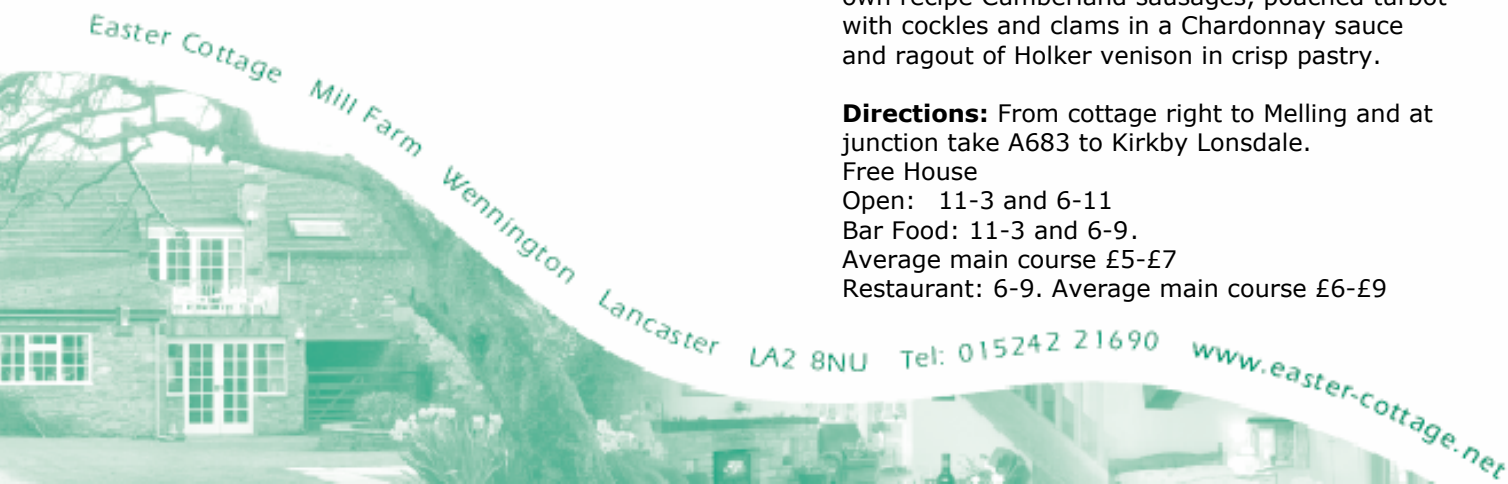 own recipe Cumberland sausages, poached turbot
with cockles and clams in a Chardonnay sauce
and ragout of Holker venison in crisp pastry.
Directions: From cottage right to Melling and at
junction take A683 to Kirkby Lonsdale.
Free House
Open: 11-3 and 6-11
Bar Food: 11-3 and 6-9.
Average main course £5-£7
Restaurant: 6-9. Average main course £6-£9
Easter Cottage Mill Farm Wennington Lancaster LA2 8NU Tel: 015242 21690 www.easter-cottage.net